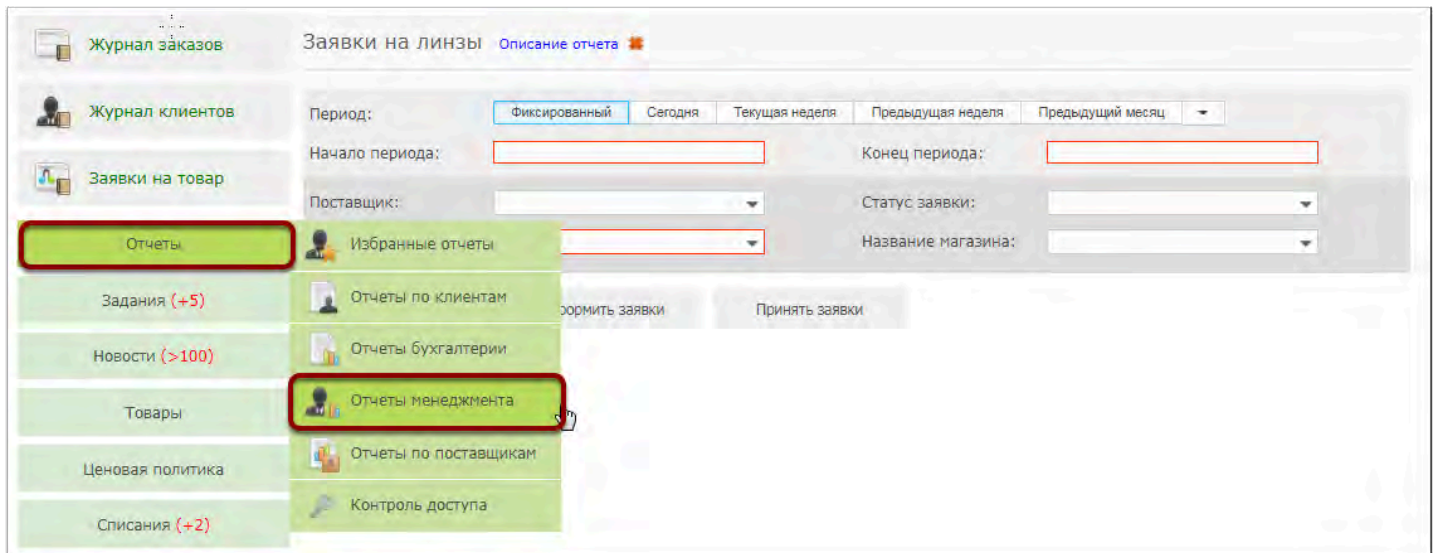 Журнал заказов
Журнал клиентов
Заявки на товар
Отчеты
Задания (+5)
Новости (>100)
Товары
Ценовая политика
Списания (+2)
Избранные отчеты
Отчеты по клиентам
Отчеты бухгалтерии
Отчеты менеджмента
Отчеты по поставщикам
Контроль доступа
Заявки на линзы Описание отчета
Период: Фиксированный Сегодня Текущая неделя Предыдущая неделя Предыдущий месяц
Начало периода: Конец периода:
Поставщик: Статус заявки:
Название магазина:
заявки Принять заявки